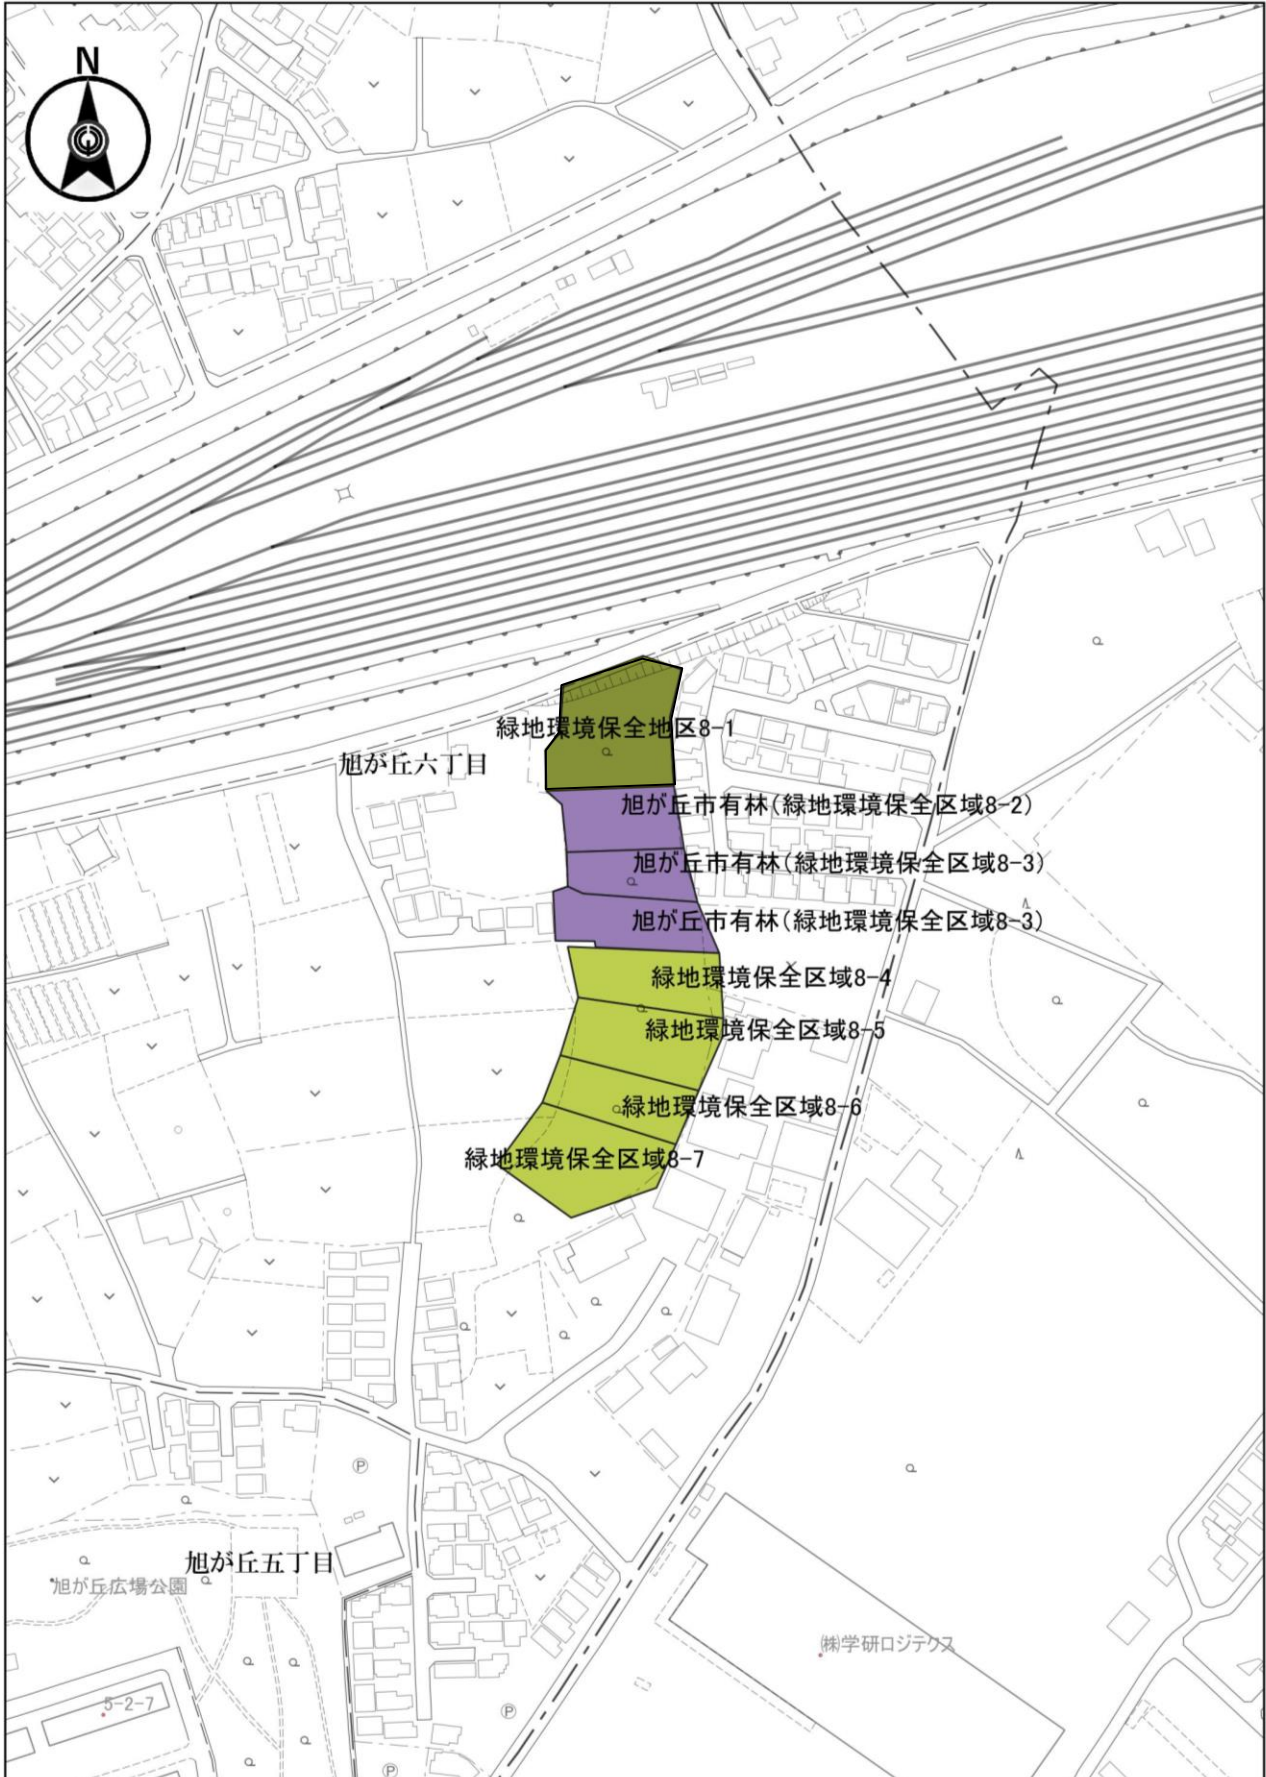 N
緑地環境保全地区8-1
旭が丘六丁目
旭が丘市有林(緑地環境保全区域8-2)
旭が丘市有林(緑地環境保全区域8-3)
旭が丘市有林(緑地環境保全区域8-3)
緑地環境保全区域8-4
緑地環境保全区域8-5
緑地環境保全区域8-6
緑地環境保全区域8-7
P
旭が丘五丁目
旭が丘広場公園
㈱学研ロジテクス
5-2-7
P
P